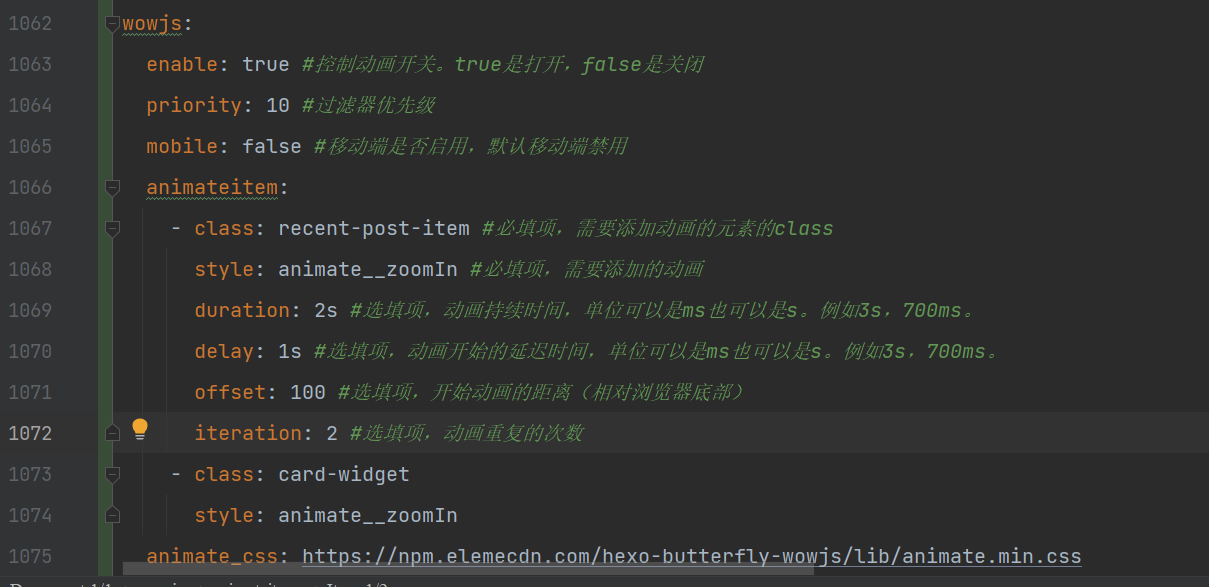 1062 wowjs:
1063 enable: true #控制动画开关。true是打开，false是关闭
1064 priority: 10 #过滤器优先级
1065 mobile: false #移动端是否启用，默认移动端禁用
1066 animateitem:
1067 - class: recent-post-item #必填项，需要添加动画的元素的class
1068 style: animate__zoomIn #必填项，需要添加的动画
1069 duration: 2s #选填项，动画持续时间，单位可以是ms也可以是s。例如3s，700ms。
1070 delay: 1s #选填项，动画开始的延迟时间，单位可以是ms也可以是s。例如3s，700ms。
1071 offset: 100 #选填项，开始动画的距离（相对浏览器底部）
1072 iteration: 2 #选填项，动画重复的次数
1073 - class: card-widget
1074 style: animate__zoomIn
1075 animate_css: https://npm.elemecdn.com/hexo-butterfly-wowjs/lib/animate.min.css